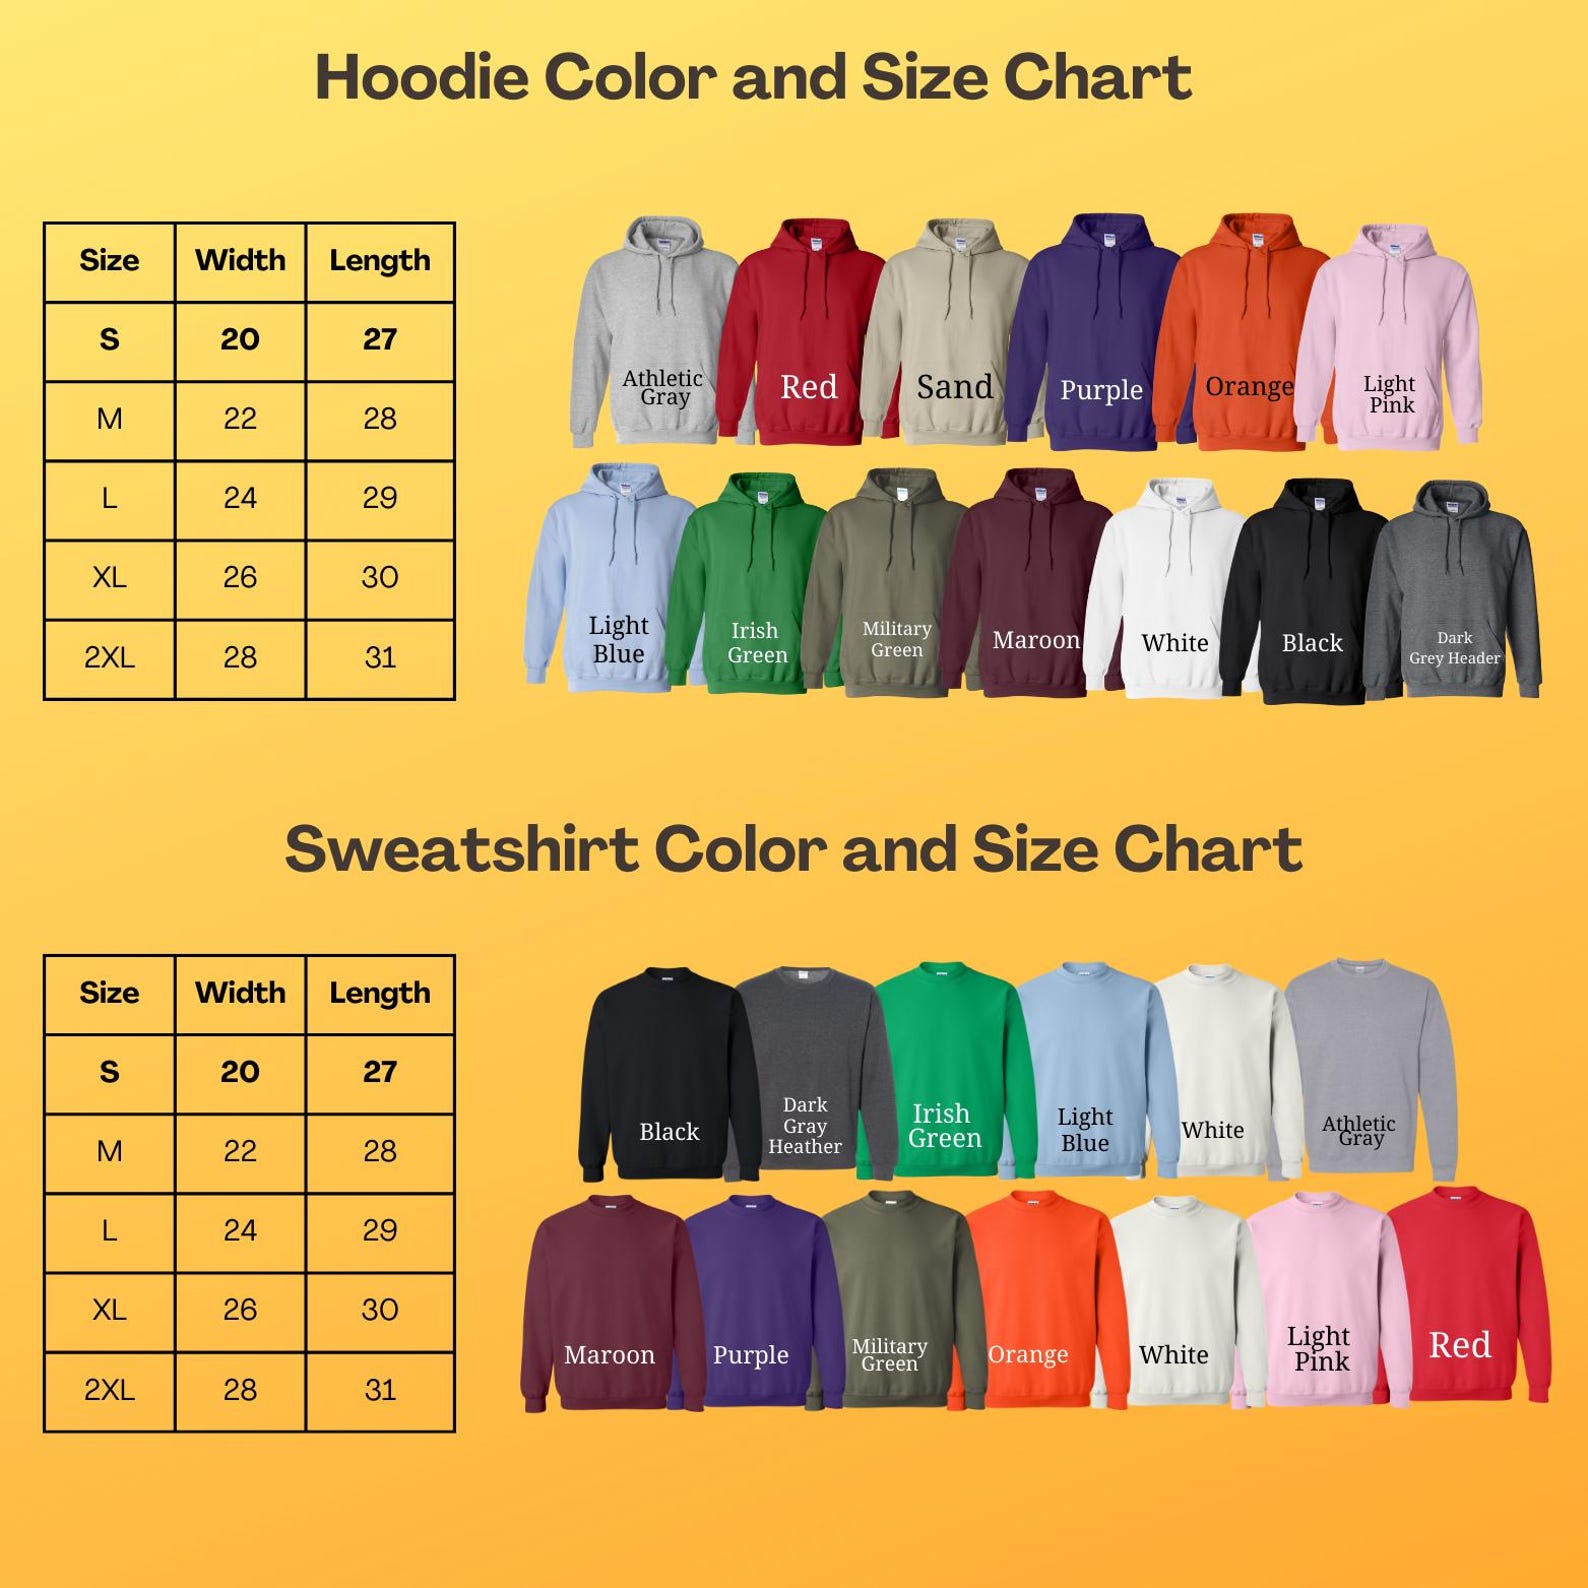 Hoodie Color and Size Chart
Size Width Length
S 20 27
M 22 28
L 24 29
XL 26 30
2XL 28 31
Athletic
Gray
Red
Sand
Purple
Orange
Light
Pink
Light
Blue
Irish
Green
Military
Green
Maroon
White
Black
Dark
Grey Header
Sweatshirt Color and Size Chart
Size Width Length
S 20 27
M 22 28
L 24 29
XL 26 30
2XL 28 31
Black
Dark
Gray
Heather
Irish
Green
Light
Blue
White
Athletic
Gray
Maroon
Purple
Military
Green
Orange
White
Light
Pink
Red